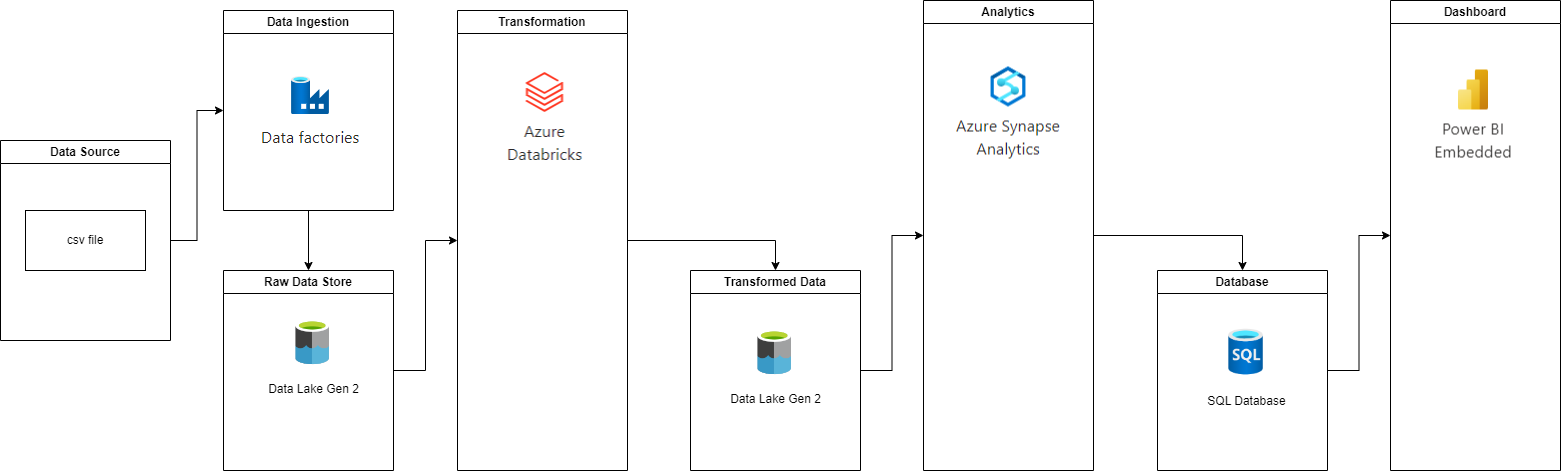 Data Source
csv file
Data Ingestion
Data factories
Raw Data Store
Data Lake Gen 2
Transformation
Azure
Databricks
Transformed Data
Data Lake Gen 2
Analytics
Azure Synapse
Analytics
Database
SQL
SQL Database
Dashboard
Power BI
Embedded